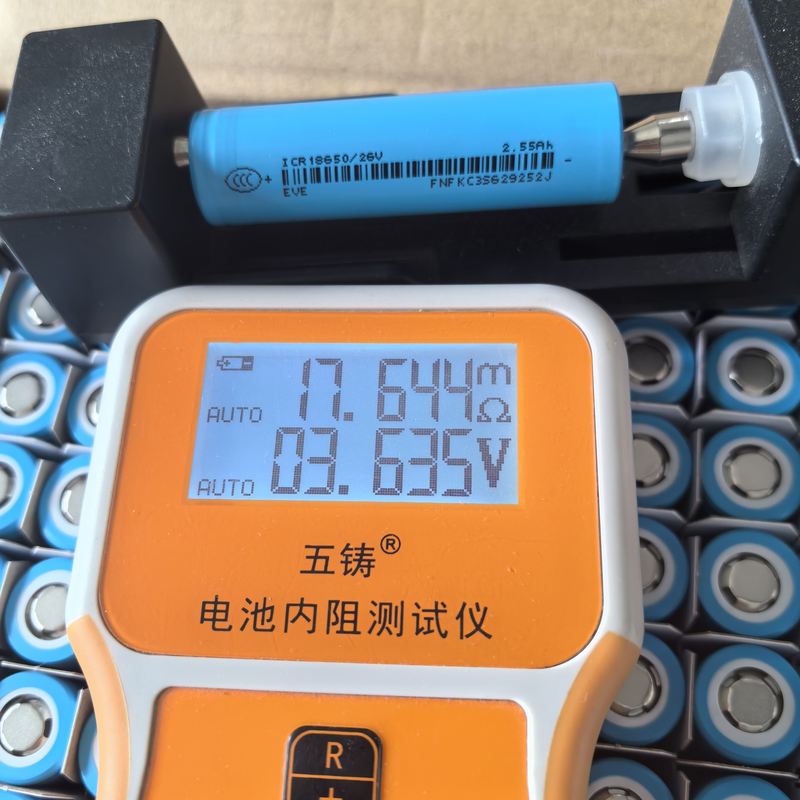 ICR18650/26V 2.55Ah
CCC + -
EVE FNFKC3S629252J
17.644mΩ
AUTO
03.635V
AUTO
五铸®
电池内阻测试仪
R
+